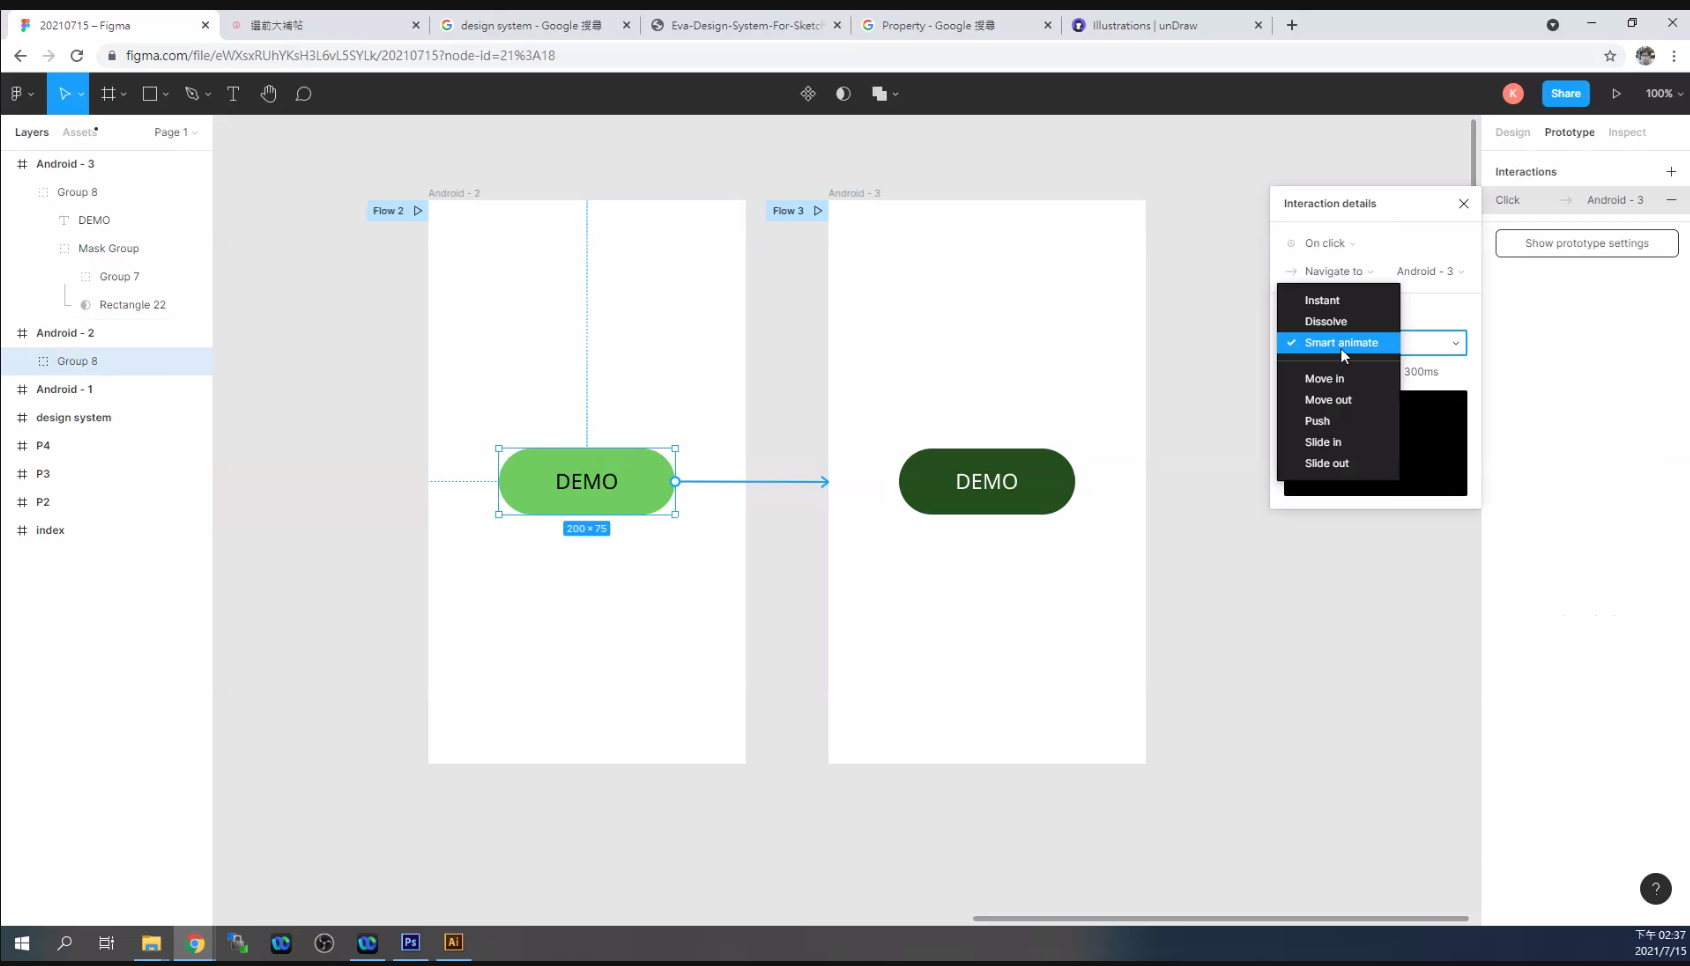 20210715 – Figma
選前大補帖
design system - Google 搜尋
Eva-Design-System-For-Sketch
Property - Google 搜尋
Illustrations | unDraw
figma.com/file/eWXsxRUhYKsH3L6vL5SYLk/20210715?node-id=21%3A18
K
Share
100%
Layers
Assets
Page 1
Design
Prototype
Inspect
Android - 3
Group 8
DEMO
Mask Group
Group 7
Rectangle 22
Android - 2
Group 8
Android - 1
design system
P4
P3
P2
index
Android - 2
Flow 2
DEMO
200 × 75
Android - 3
Flow 3
DEMO
Interaction details
On click
Navigate to
Android - 3
Instant
Dissolve
Smart animate
300ms
Move in
Move out
Push
Slide in
Slide out
Interactions
Click
Android - 3
Show prototype settings
?
Ps
Ai
下午 02:37
2021/7/15